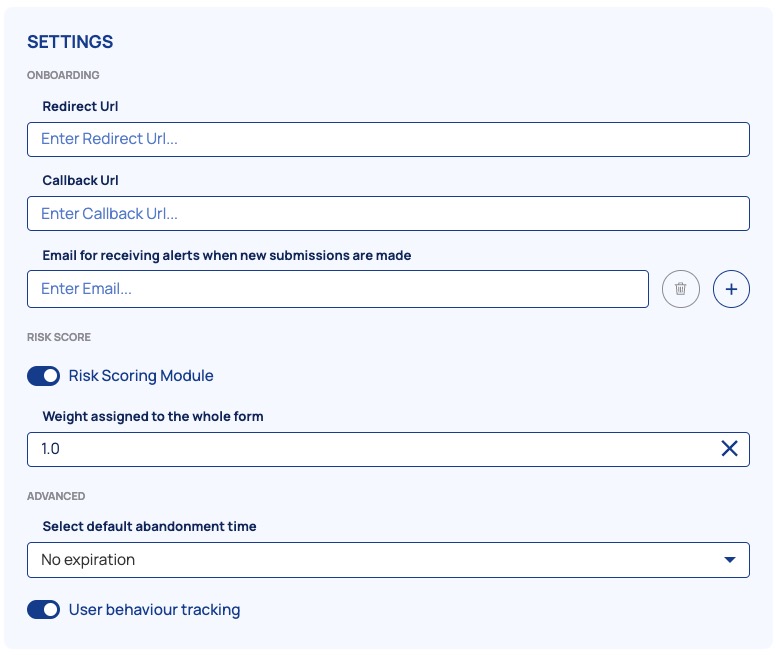 SETTINGS
ONBOARDING
Redirect Url
Enter Redirect Url...
Callback Url
Enter Callback Url...
Email for receiving alerts when new submissions are made
Enter Email...
RISK SCORE
Risk Scoring Module
Weight assigned to the whole form
1.0
ADVANCED
Select default abandonment time
No expiration
User behaviour tracking